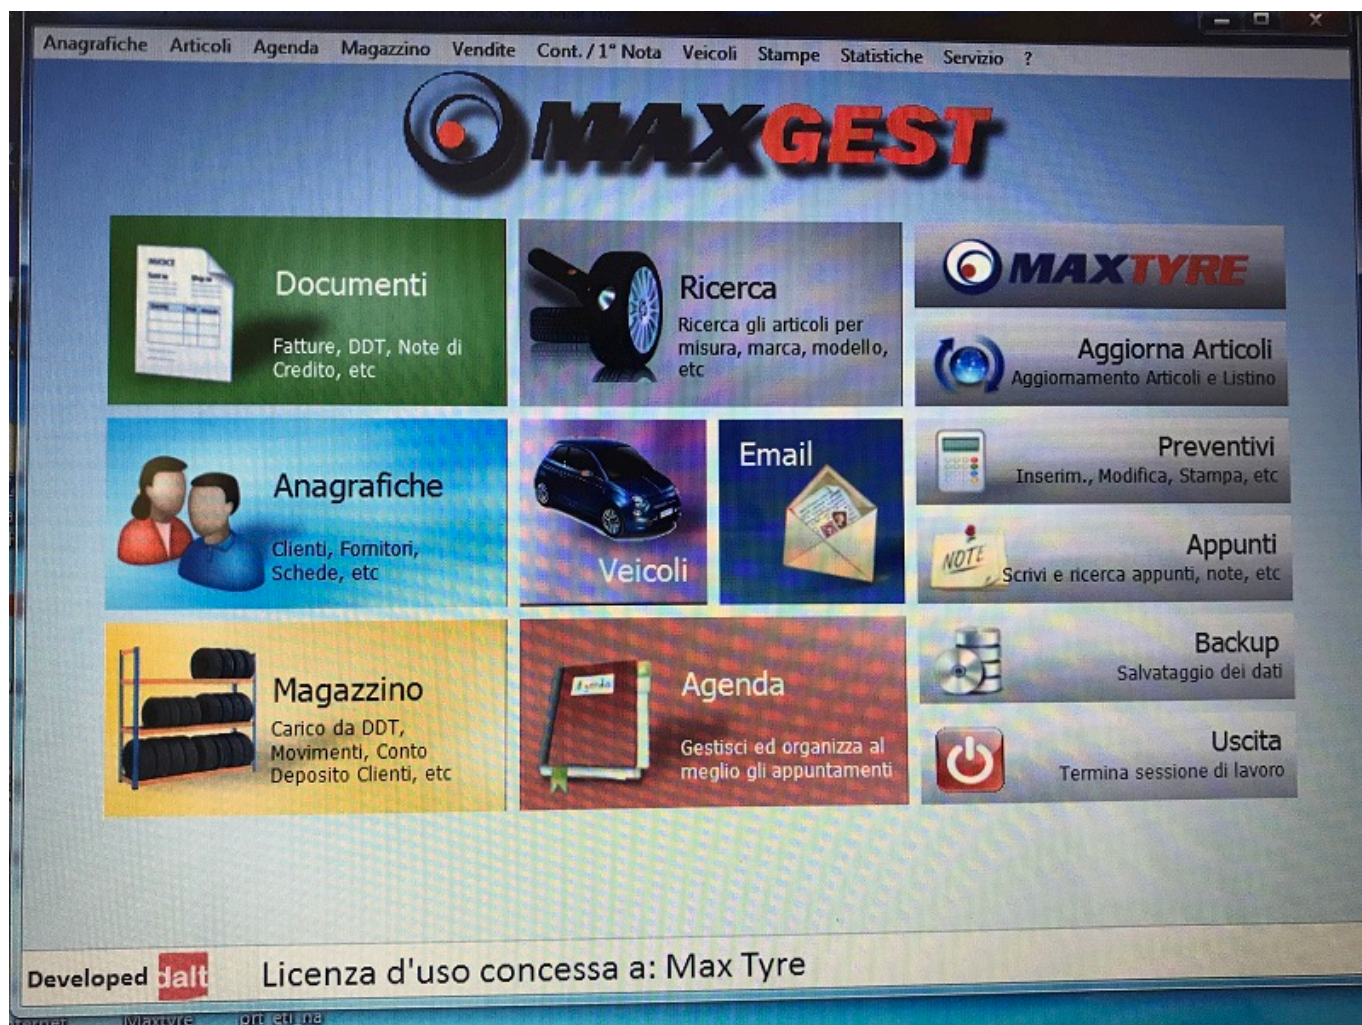 Anagrafiche Articoli Agenda Magazzino Vendite Cont. / 1° Nota Veicoli Stampe Statistiche Servizio ?
MAXGEST
INVOICE
Documenti
Fatture, DDT, Note di
Credito, etc
Ricerca
Ricerca gli articoli per
misura, marca, modello,
etc
MAXTYRE
Aggiorna Articoli
Aggiornamento Articoli e Listino
Anagrafiche
Clienti, Fornitori,
Schede, etc
Veicoli
Email
Preventivi
Inserim., Modifica, Stampa, etc
NOTE
Appunti
Scrivi e ricerca appunti, note, etc
Magazzino
Carico da DDT,
Movimenti, Conto
Deposito Clienti, etc
Agenda
Agenda
Gestisci ed organizza al
meglio gli appuntamenti
Backup
Salvataggio dei dati
Uscita
Termina sessione di lavoro
Developed dalt
Licenza d'uso concessa a: Max Tyre
Maxtyre